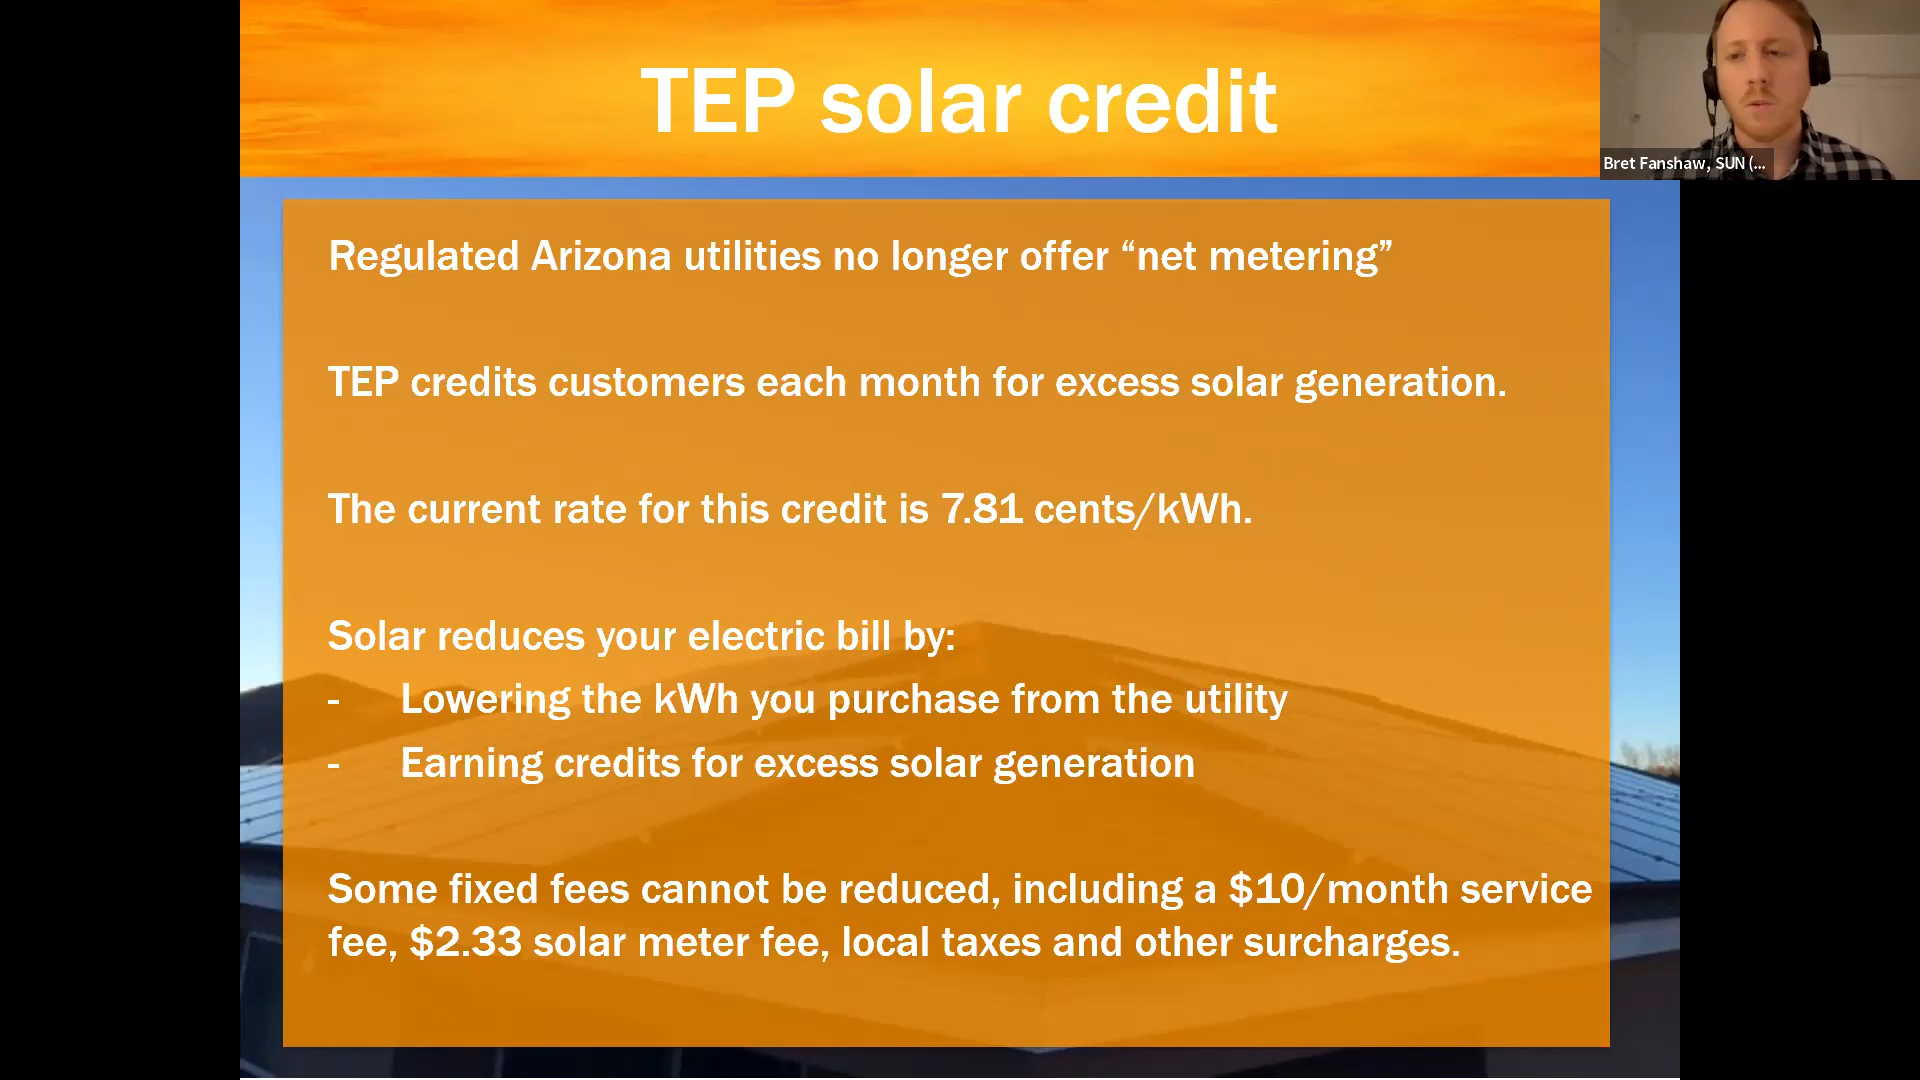 TEP solar credit
Bret Fanshaw, SUN (...
Regulated Arizona utilities no longer offer “net metering”
TEP credits customers each month for excess solar generation.
The current rate for this credit is 7.81 cents/kWh.
Solar reduces your electric bill by:
- Lowering the kWh you purchase from the utility
- Earning credits for excess solar generation
Some fixed fees cannot be reduced, including a $10/month service
fee, $2.33 solar meter fee, local taxes and other surcharges.